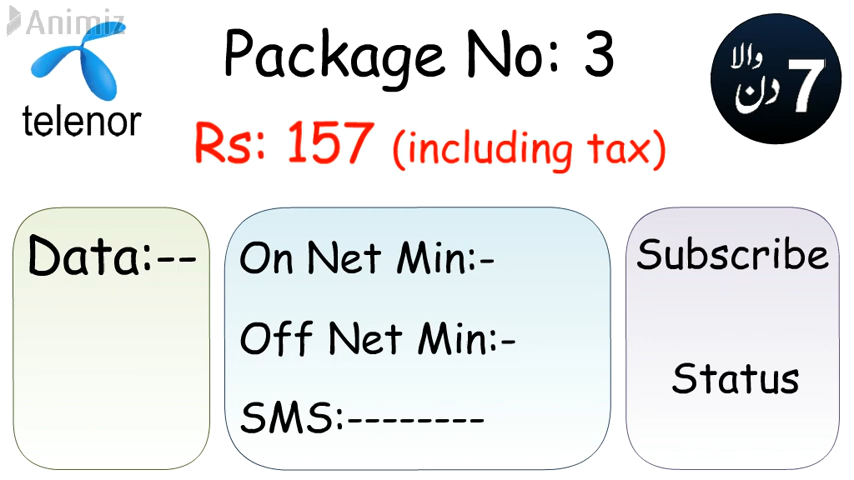 Animiz
telenor
Package No: 3
Rs: 157 (including tax)
7 دن والا
Data:--
On Net Min:-
Off Net Min:-
SMS:--------
Subscribe
Status